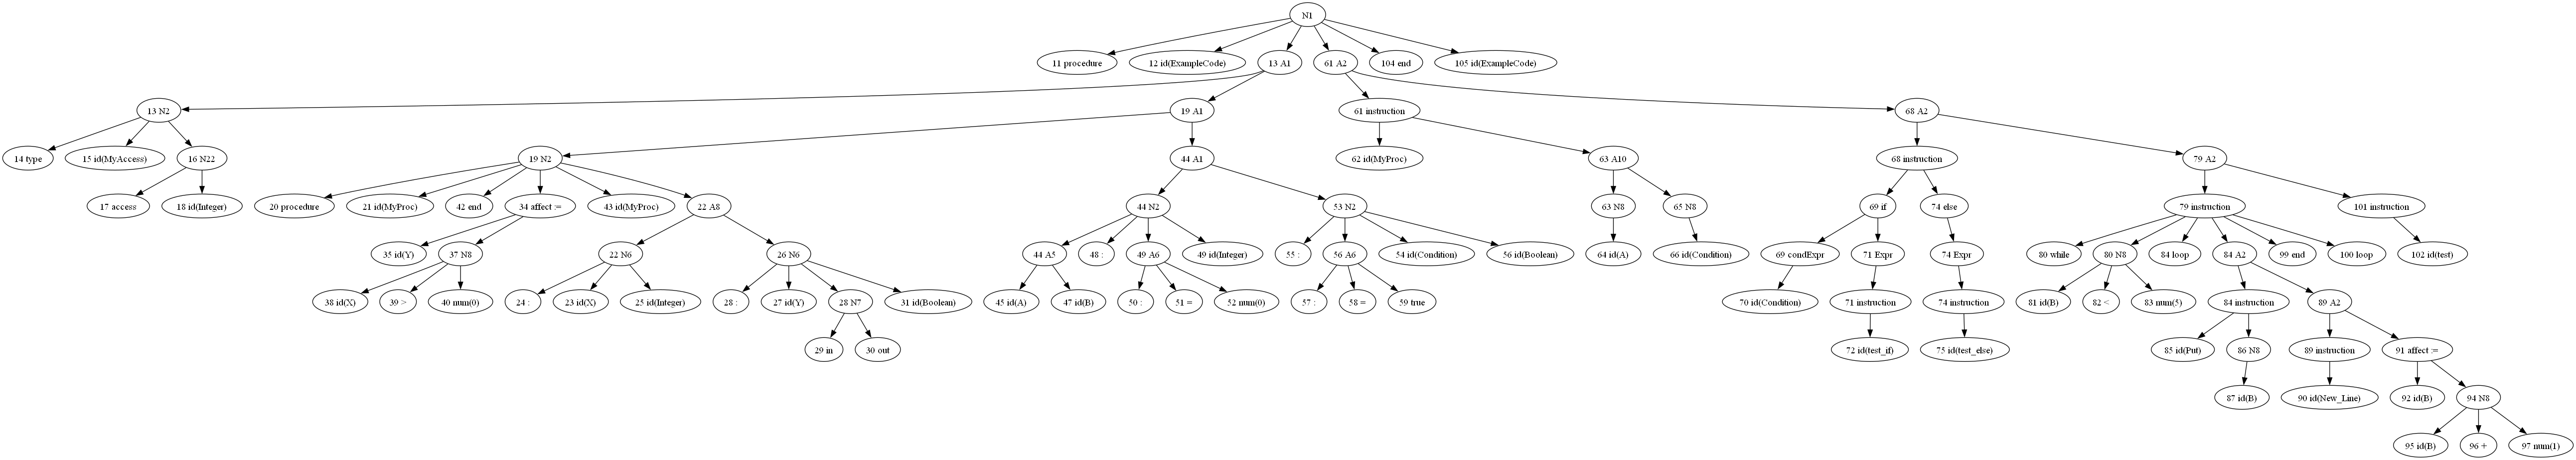 N1
11 procedure
12 id(ExampleCode)
13 A1
61 A2
104 end
105 id(ExampleCode)
13 N2
19 A1
61 instruction
68 A2
14 type
15 id(MyAccess)
16 N22
19 N2
44 A1
62 id(MyProc)
63 A10
68 instruction
79 A2
17 access
18 id(Integer)
20 procedure
21 id(MyProc)
42 end
34 affect :=
43 id(MyProc)
22 A8
44 N2
53 N2
63 N8
65 N8
69 if
74 else
79 instruction
101 instruction
35 id(Y)
37 N8
22 N6
26 N6
44 A5
48 :
49 A6
49 id(Integer)
55 :
56 A6
54 id(Condition)
56 id(Boolean)
64 id(A)
66 id(Condition)
69 condExpr
71 Expr
74 Expr
80 while
80 N8
84 loop
84 A2
99 end
100 loop
102 id(test)
38 id(X)
39 >
40 num(0)
24 :
23 id(X)
25 id(Integer)
28 :
27 id(Y)
28 N7
31 id(Boolean)
45 id(A)
47 id(B)
50 :
51 =
52 num(0)
57 :
58 =
59 true
70 id(Condition)
71 instruction
74 instruction
81 id(B)
82 <
83 num(5)
84 instruction
89 A2
29 in
30 out
72 id(test_if)
75 id(test_else)
85 id(Put)
86 N8
89 instruction
91 affect :=
87 id(B)
90 id(New_Line)
92 id(B)
94 N8
95 id(B)
96 +
97 num(1)